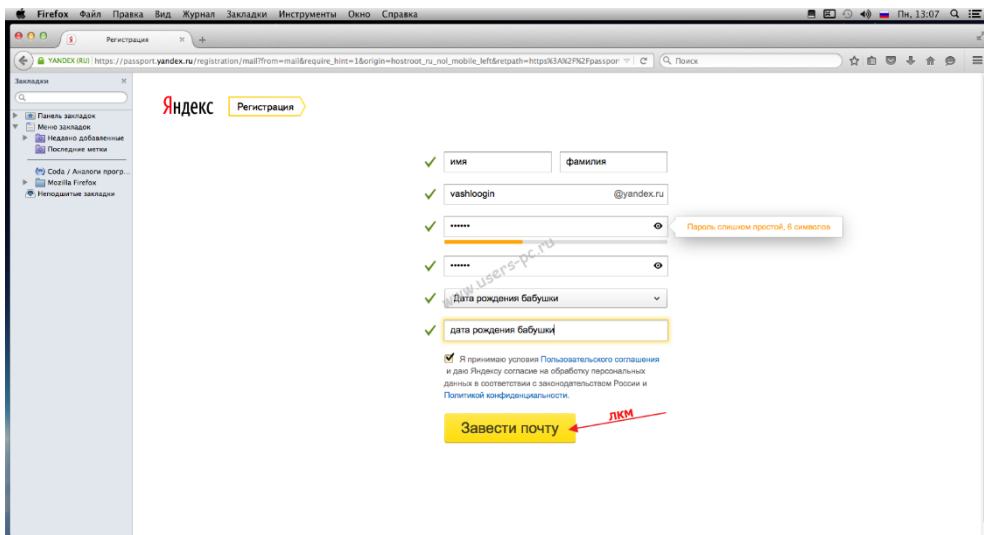 Firefox Файл Правка Вид Журнал Закладки Инструменты Окно Справка Пн, 13:07
Регистрация
YANDEX (RU) https://passport.yandex.ru/registration/mail?from=mail&require_hint=1&origin=hostroot_ru_nol_mobile_left&retpath=https%3A%2F%2Fpasspor Поиск
Закладки
Панель закладок
Меню закладок
Недавно добавленные
Последние метки
Coda / Аналоги прогр...
Mozilla Firefox
Неподшитые закладки
Яндекс Регистрация
имя фамилия
vashloogin @yandex.ru
•••••• Пароль слишком простой, 6 символов
••••••
www.users-pc.ru
Дата рождения бабушки
дата рождения бабушки
Я принимаю условия Пользовательского соглашения
и даю Яндексу согласие на обработку персональных
данных в соответствии с законодательством России и
Политикой конфиденциальности.
Завести почту ЛКМ